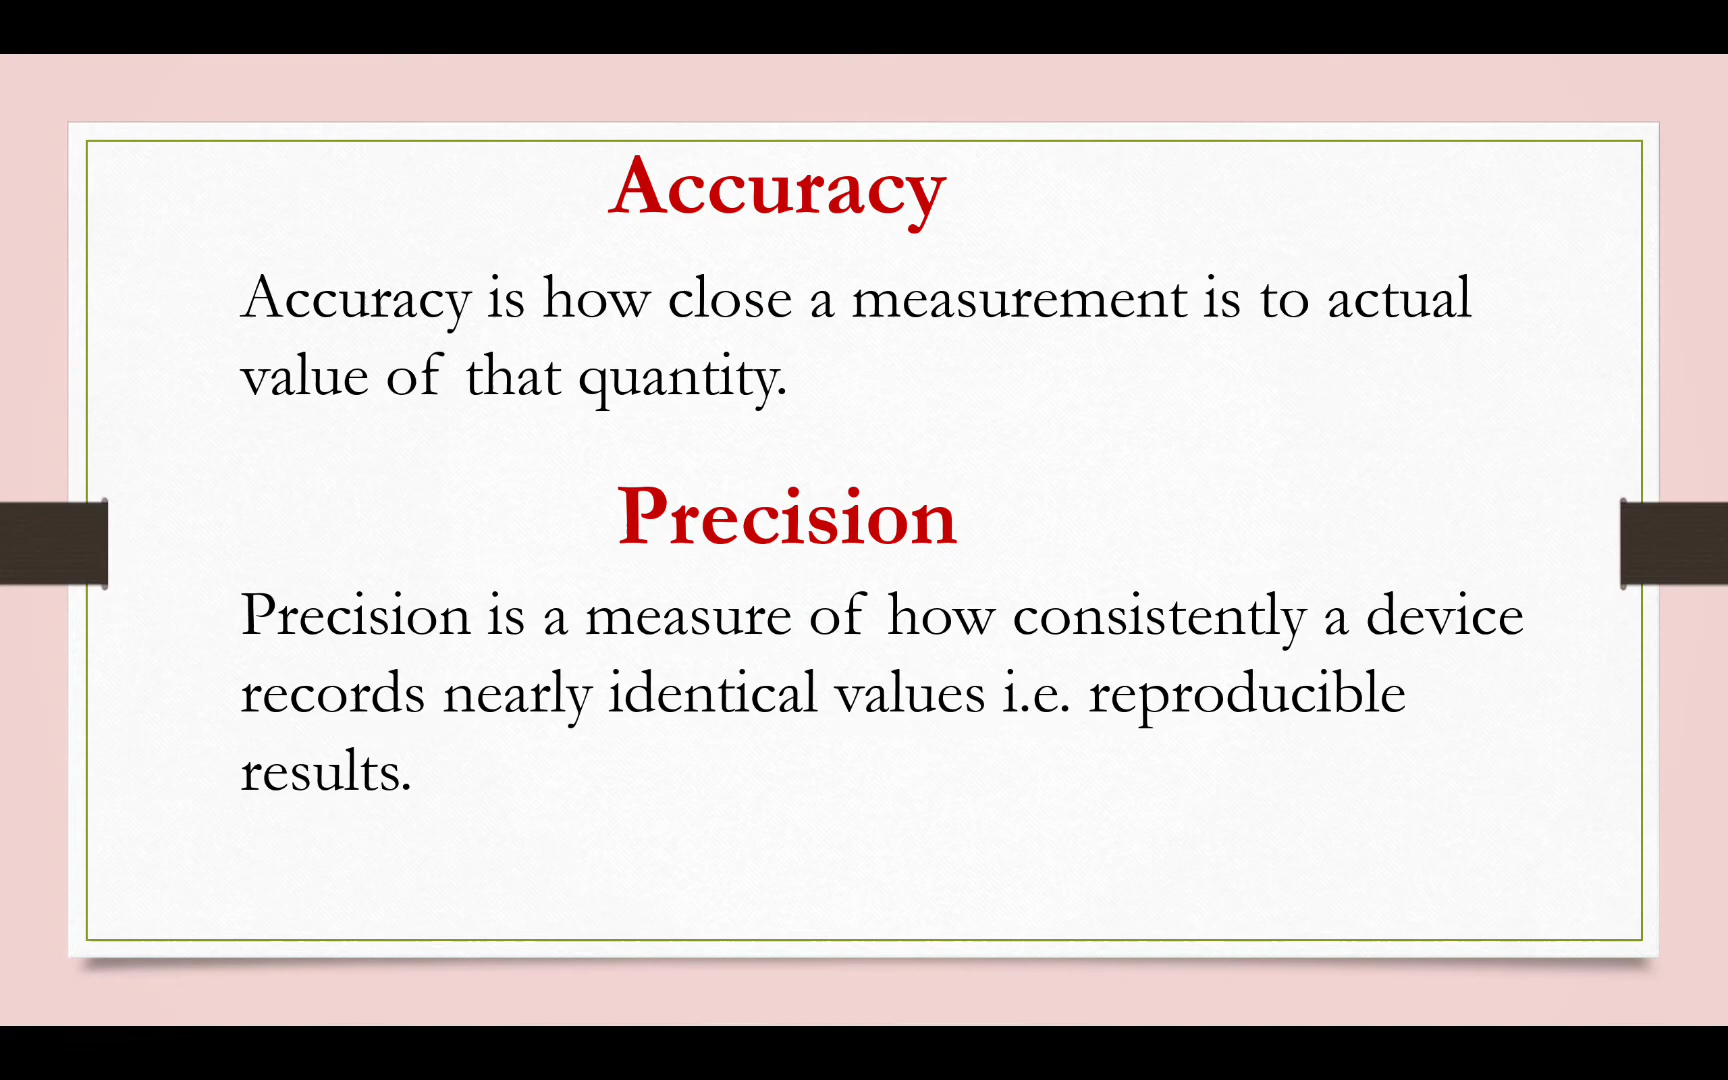 Accuracy
Accuracy is how close a measurement is to actual
value of that quantity.
Precision
Precision is a measure of how consistently a device
records nearly identical values i.e. reproducible
results.